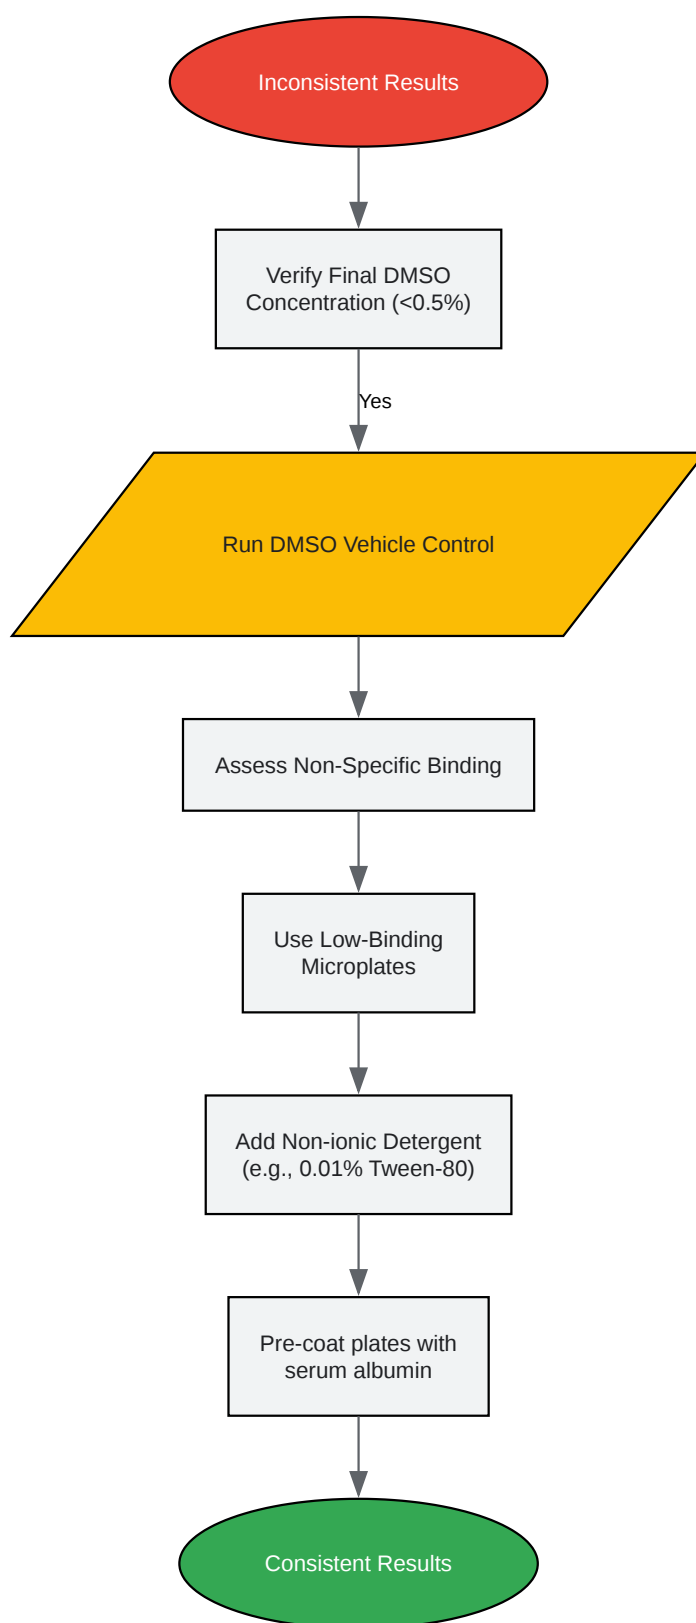 Inconsistent Results
Verify Final DMSO
Concentration (<0.5%)
Yes
Run DMSO Vehicle Control
Assess Non-Specific Binding
Use Low-Binding
Microplates
Add Non-ionic Detergent
(e.g., 0.01% Tween-80)
Pre-coat plates with
serum albumin
Consistent Results